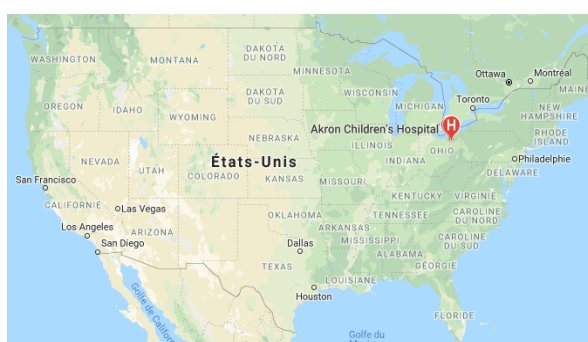 WASHINGTON
MONTANA
DAKOTA
DU NORD
MINNESOTA
Ottawa
Montréal
MAINE
OREGON
IDAHO
WYOMING
DAKOTA
DU SUD
WISCONSIN
MICHIGAN
Toronto
NEW
HAMPSHIRE
NEBRASKA
Akron Children's Hospital
H
RHODE
ISLAND
NEVADA
UTAH
États-Unis
ILLINOIS
INDIANA
OHIO
Philadelphie
COLORADO
KANSAS
MISSOURI
DELAWARE
San Francisco
CALIFORNIE
Las Vegas
KENTUCKY
VIRGINIE
Los Angeles
ARIZONA
OKLAHOMA
ARKANSAS
TENNESSEE
CAROLINE
DU NORD
San Diego
Dallas
MISSISSIPPI
CAROLINE
DU SUD
TEXAS
ALABAMA
GÉORGIE
LOUISIANE
Houston
FLORIDE
Golfe de Californ
Golfe du